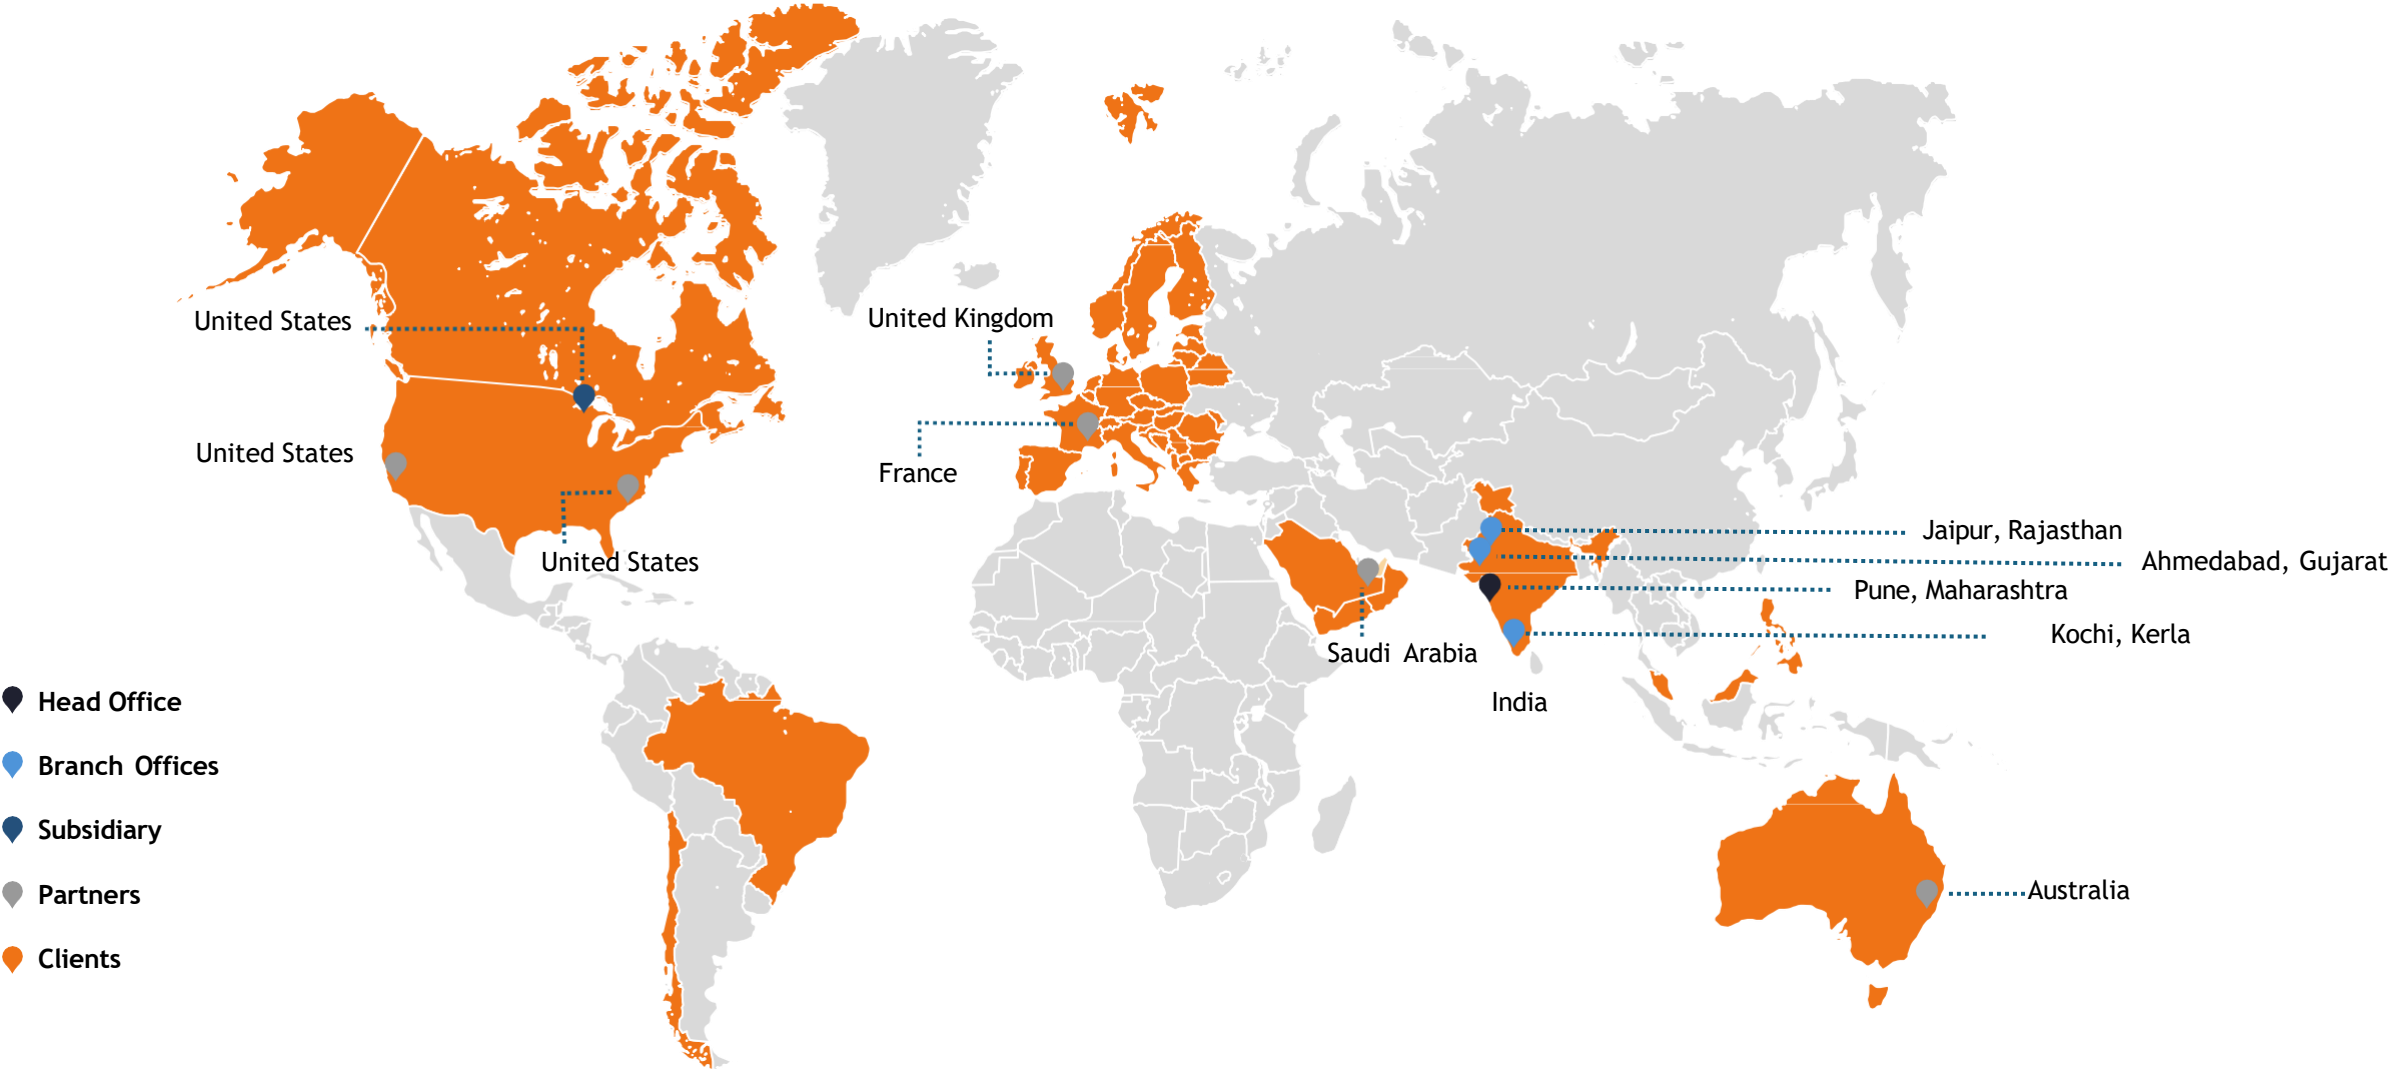 United States
United Kingdom
United States
France
United States
Jaipur, Rajasthan
Ahmedabad, Gujarat
Pune, Maharashtra
Kochi, Kerla
Saudi Arabia
India
Head Office
Branch Offices
Subsidiary
Partners
Clients
Australia